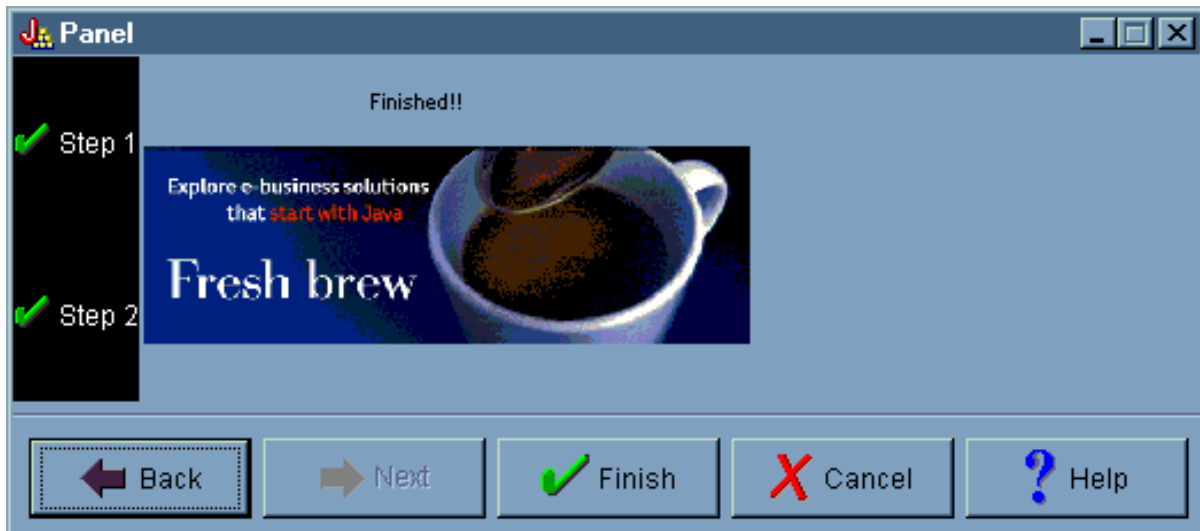 Panel
Step 1
Step 2
Finished!!
Explore e-business solutions
that start with Java
Fresh brew
Back
Next
Finish
Cancel
Help